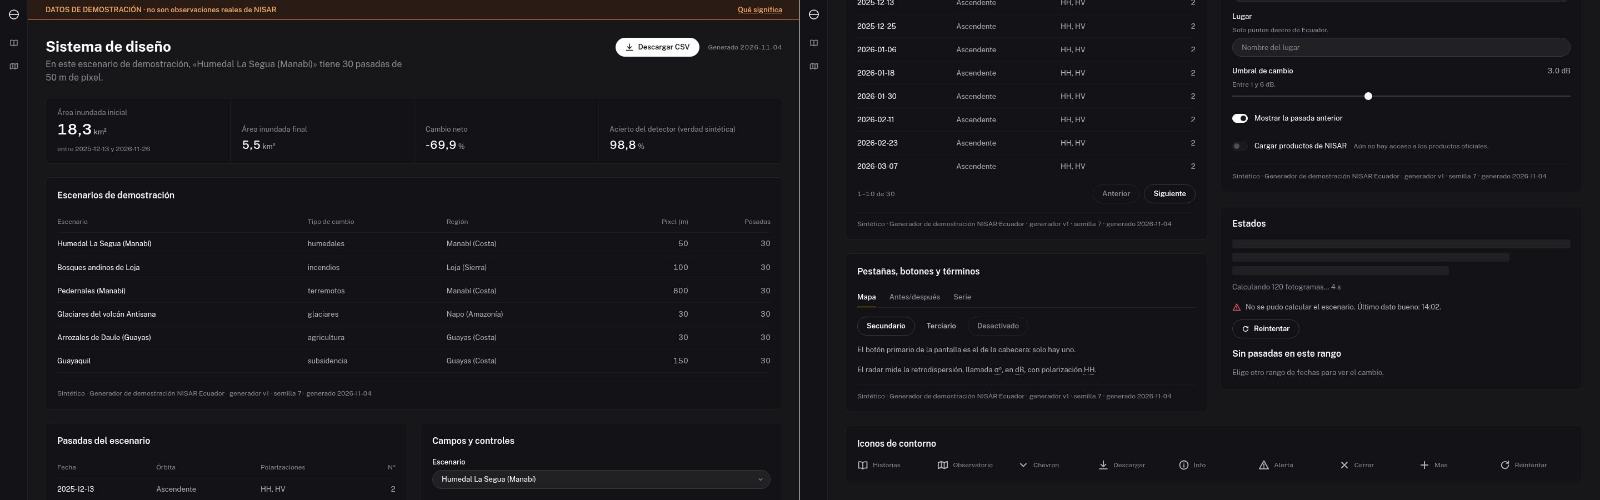 DATOS DE DEMOSTRACIÓN · no son observaciones reales de NISAR
Qué significa
Sistema de diseño
En este escenario de demostración, «Humedal La Segua (Manabí)» tiene 30 pasadas de
50 m de píxel.
Descargar CSV
Generado 2026-11-04
Área inundada inicial
18,3 km²
entre 2025-12-13 y 2026-11-26
Área inundada final
5,5 km²
Cambio neto
-69,9 %
Acierto del detector (verdad sintética)
98,8 %
Escenarios de demostración
Escenario Tipo de cambio Región Píxel (m) Pasadas
Humedal La Segua (Manabí) humedales Manabí (Costa) 50 30
Bosques andinos de Loja incendios Loja (Sierra) 100 30
Pedernales (Manabí) terremotos Manabí (Costa) 800 30
Glaciares del volcán Antisana glaciares Napo (Amazonía) 30 30
Arrozales de Daule (Guayas) agricultura Guayas (Costa) 30 30
Guayaquil subsidencia Guayas (Costa) 150 30
Sintético · Generador de demostración NISAR Ecuador · generador v1 · semilla 7 · generado 2026-11-04
Pasadas del escenario
Fecha Órbita Polarizaciones N°
2025-12-13 Ascendente HH, HV 2
Campos y controles
Escenario
Humedal La Segua (Manabí)
2025-12-13 Ascendente HH, HV 2
2025-12-25 Ascendente HH, HV 2
2026-01-06 Ascendente HH, HV 2
2026-01-18 Ascendente HH, HV 2
2026-01-30 Ascendente HH, HV 2
2026-02-11 Ascendente HH, HV 2
2026-02-23 Ascendente HH, HV 2
2026-03-07 Ascendente HH, HV 2
1–10 de 30
Anterior
Siguiente
Sintético · Generador de demostración NISAR Ecuador · generador v1 · semilla 7 · generado 2026-11-04
Pestañas, botones y términos
Mapa Antes/después Serie
Secundario Terciario Desactivado
El botón primario de la pantalla es el de la cabecera: solo hay uno.
El radar mide la retrodispersión, llamada σ⁰, en dB, con polarización HH.
Sintético · Generador de demostración NISAR Ecuador · generador v1 · semilla 7 · generado 2026-11-04
Lugar
Solo puntos dentro de Ecuador.
Nombre del lugar
Umbral de cambio 3.0 dB
Entre 1 y 6 dB.
Mostrar la pasada anterior
Cargar productos de NISAR Aún no hay acceso a los productos oficiales.
Sintético · Generador de demostración NISAR Ecuador · generador v1 · semilla 7 · generado 2026-11-04
Estados
Calculando 120 fotogramas... 4 s
No se pudo calcular el escenario. Último dato bueno: 14:02.
Reintentar
Sin pasadas en este rango
Elige otro rango de fechas para ver el cambio.
Iconos de contorno
Historias Observatorio Chevron Descargar Info Alerta Cerrar Mas Reintentar